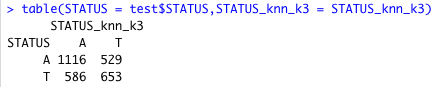 > table(STATUS = test$STATUS,STATUS_knn_k3 = STATUS_knn_k3)
STATUS_knn_k3
STATUS A T
A 1116 529
T 586 653